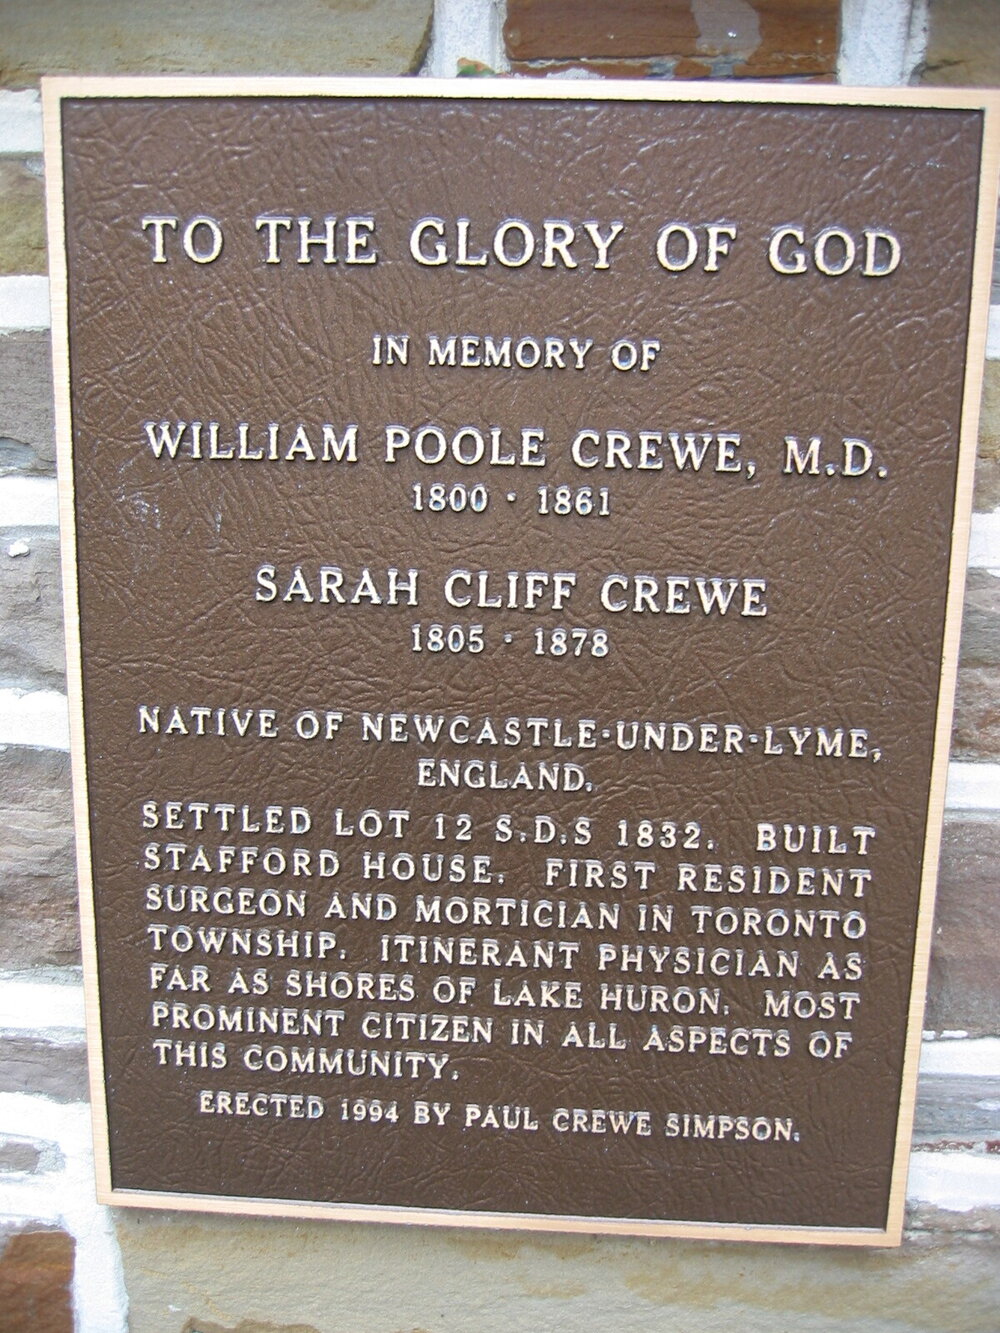 TO THE GLORY OF GOD
IN MEMORY OF
WILLIAM POOLE CREWE, M.D.
1800 · 1861
SARAH CLIFF CREWE
1805 · 1878
NATIVE OF NEWCASTLE-UNDER-LYME,
ENGLAND.
SETTLED LOT 12 S.D.S 1832. BUILT
STAFFORD HOUSE. FIRST RESIDENT
SURGEON AND MORTICIAN IN TORONTO
TOWNSHIP. ITINERANT PHYSICIAN AS
FAR AS SHORES OF LAKE HURON. MOST
PROMINENT CITIZEN IN ALL ASPECTS OF
THIS COMMUNITY.
ERECTED 1994 BY PAUL CREWE SIMPSON.